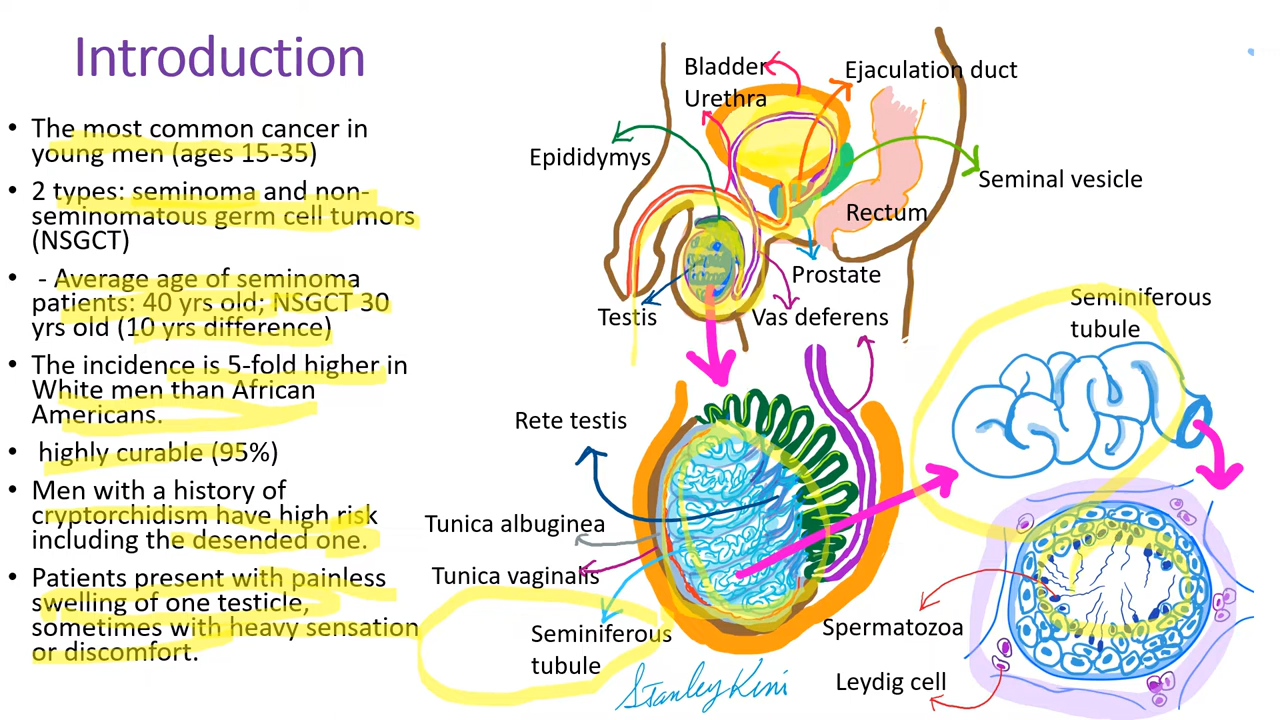 Introduction
• The most common cancer in
young men (ages 15-35)
• 2 types: seminoma and non-
seminomatous germ cell tumors
(NSGCT)
• - Average age of seminoma
patients: 40 yrs old; NSGCT 30
yrs old (10 yrs difference)
• The incidence is 5-fold higher in
White men than African
Americans.
• highly curable (95%)
• Men with a history of
cryptorchidism have high risk
including the desended one.
• Patients present with painless
swelling of one testicle,
sometimes with heavy sensation
or discomfort.
Bladder
Urethra
Ejaculation duct
Epididymys
Seminal vesicle
Rectum
Prostate
Testis
Vas deferens
Seminiferous
tubule
Rete testis
Tunica albuginea
Tunica vaginalis
Seminiferous
tubule
Spermatozoa
Leydig cell
Stanley Kini